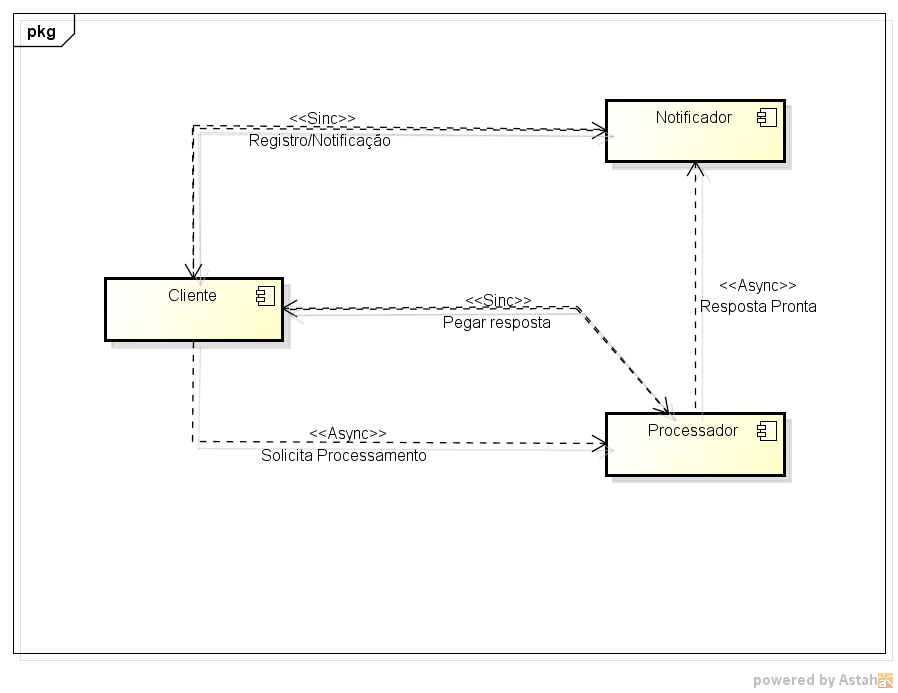 pkg
<<Sinc>>
Registro/Notificação
Notificador
Cliente
<<Sinc>>
Pegar resposta
<<Async>>
Resposta Pronta
<<Async>>
Solicita Processamento
Processador
powered by Astah